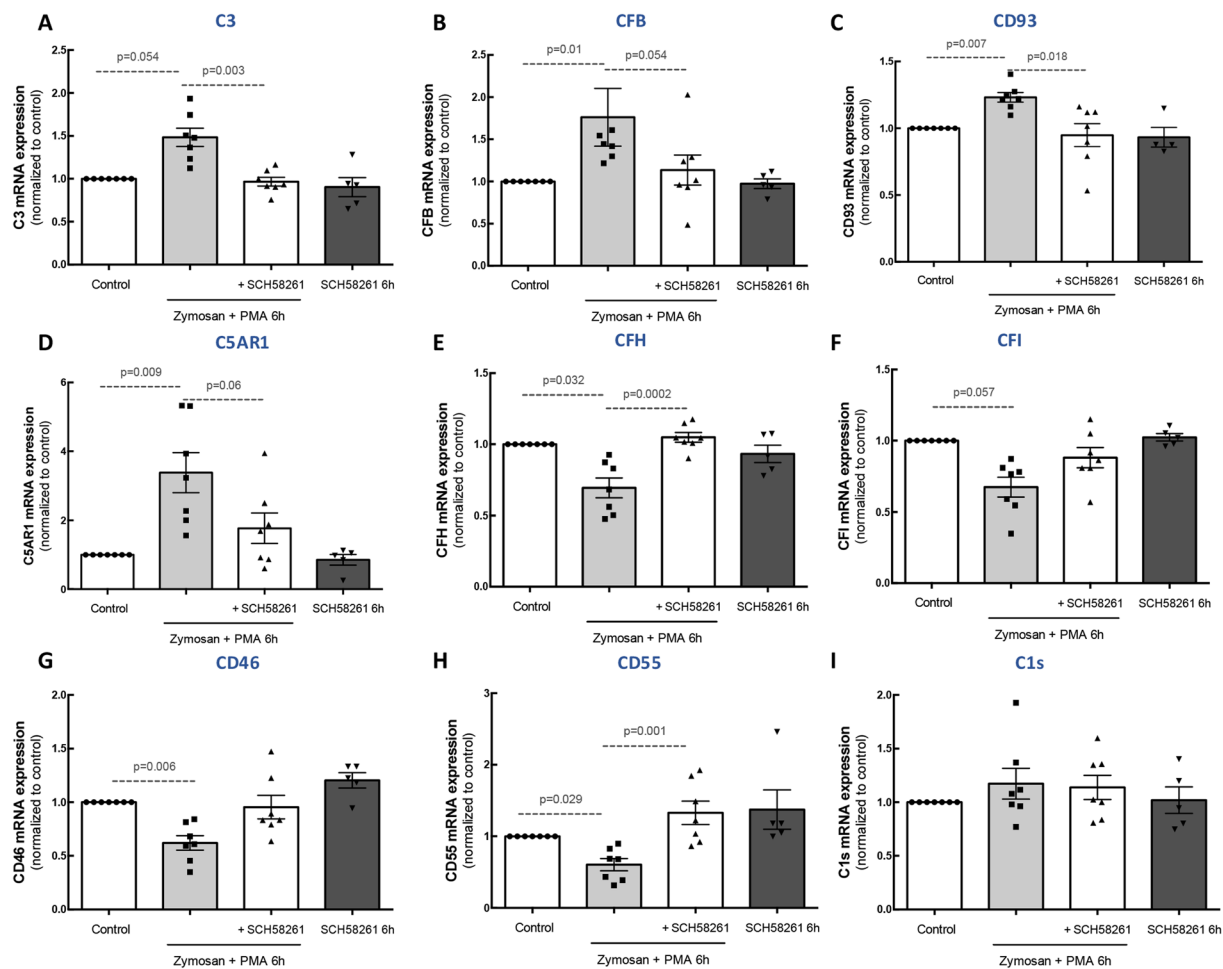 A
C3
C3 mRNA expression
(normalized to control)
2.5
2.0
1.5
1.0
0.5
0.0
p=0.054
p=0.003
Control
+ SCH58261
SCH58261 6h
Zymosan + PMA 6h
B
CFB
CFB mRNA expression
(normalized to control)
2.5
2.0
1.5
1.0
0.5
0.0
p=0.01
p=0.054
Control
+ SCH58261
SCH58261 6h
Zymosan + PMA 6h
C
CD93
CD93 mRNA expression
(normalized to control)
1.5
1.0
0.5
0.0
p=0.007
p=0.018
Control
+ SCH58261
SCH58261 6h
Zymosan + PMA 6h
D
C5AR1
C5AR1 mRNA expression
(normalized to control)
6
4
2
0
p=0.009
p=0.06
Control
+ SCH58261
SCH58261 6h
Zymosan + PMA 6h
E
CFH
CFH mRNA expression
(normalized to control)
1.5
1.0
0.5
0.0
p=0.032
p=0.0002
Control
+ SCH58261
SCH58261 6h
Zymosan + PMA 6h
F
CFI
CFI mRNA expression
(normalized to control)
1.5
1.0
0.5
0.0
p=0.057
Control
+ SCH58261
SCH58261 6h
Zymosan + PMA 6h
G
CD46
CD46 mRNA expression
(normalized to control)
2.0
1.5
1.0
0.5
0.0
p=0.006
Control
+ SCH58261
SCH58261 6h
Zymosan + PMA 6h
H
CD55
CD55 mRNA expression
(normalized to control)
3
2
1
0
p=0.029
p=0.001
Control
+ SCH58261
SCH58261 6h
Zymosan + PMA 6h
I
C1s
C1s mRNA expression
(normalized to control)
2.0
1.5
1.0
0.5
0.0
Control
+ SCH58261
SCH58261 6h
Zymosan + PMA 6h